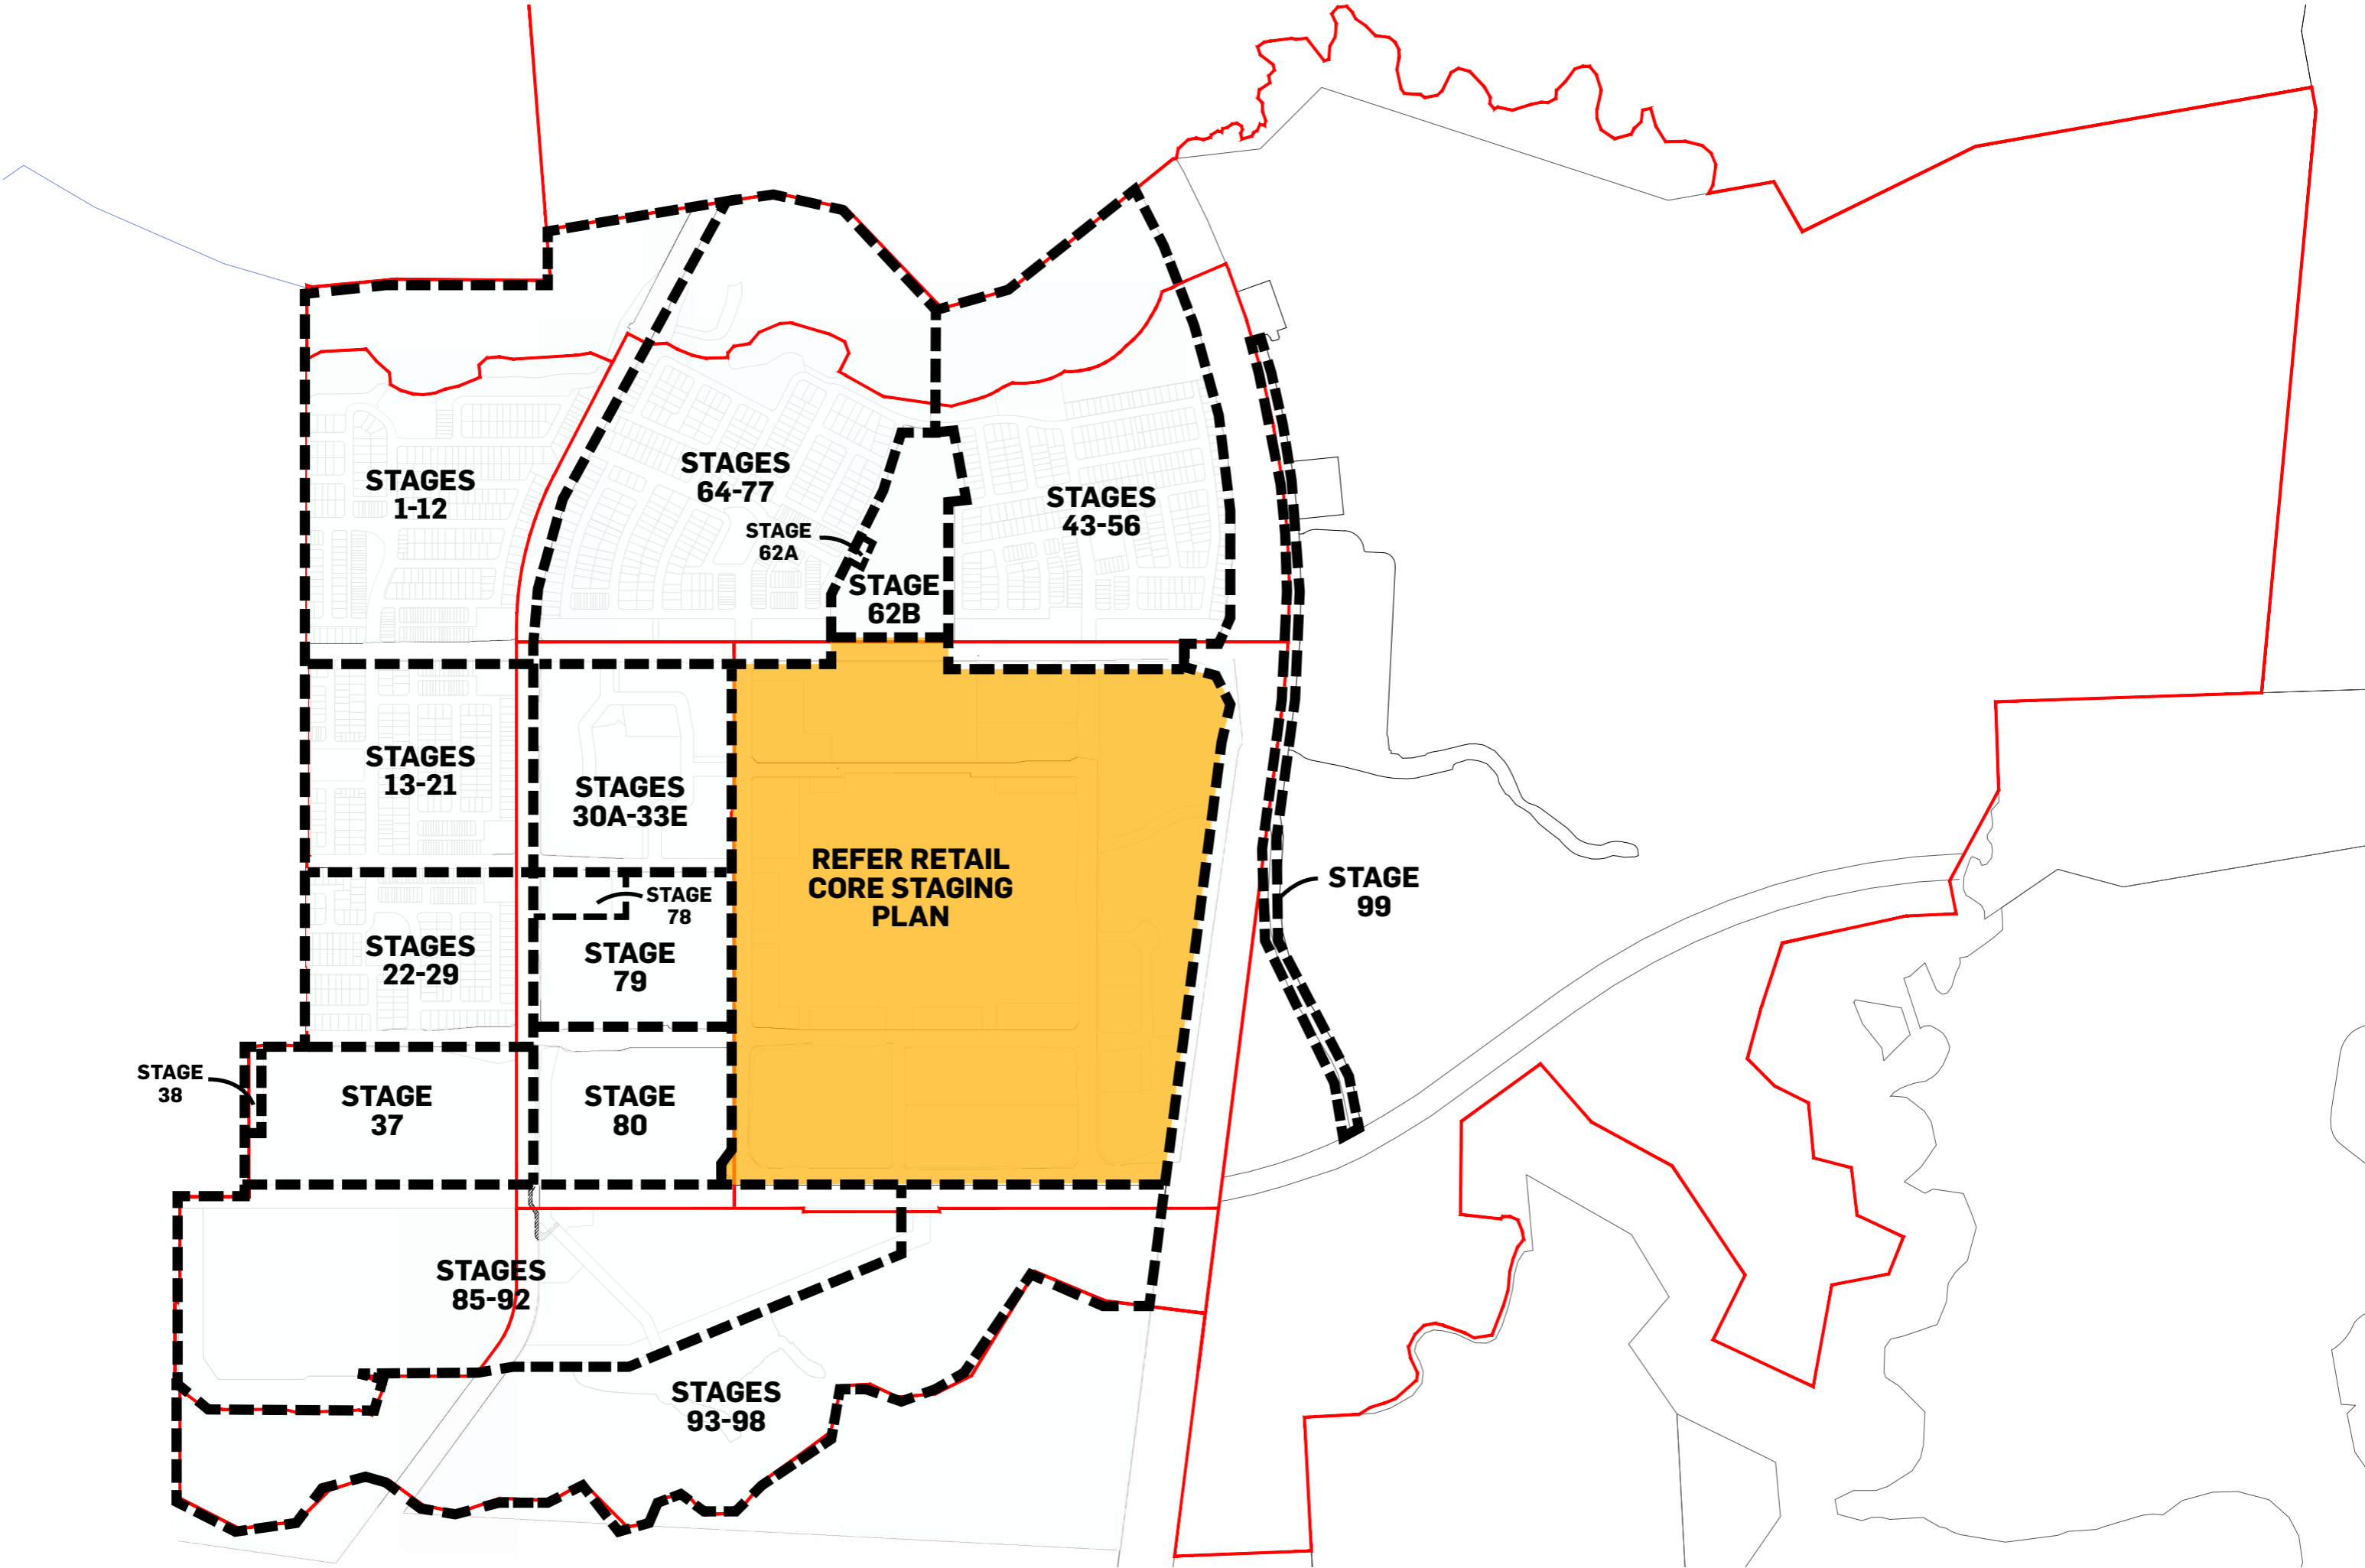 STAGES
1-12
STAGES
64-77
STAGE
62A
STAGES
43-56
STAGE
62B
STAGES
13-21
STAGES
30A-33E
REFER RETAIL
CORE STAGING
PLAN
STAGE
99
STAGE
78
STAGES
22-29
STAGE
79
STAGE
38
STAGE
37
STAGE
80
STAGES
85-92
STAGES
93-98